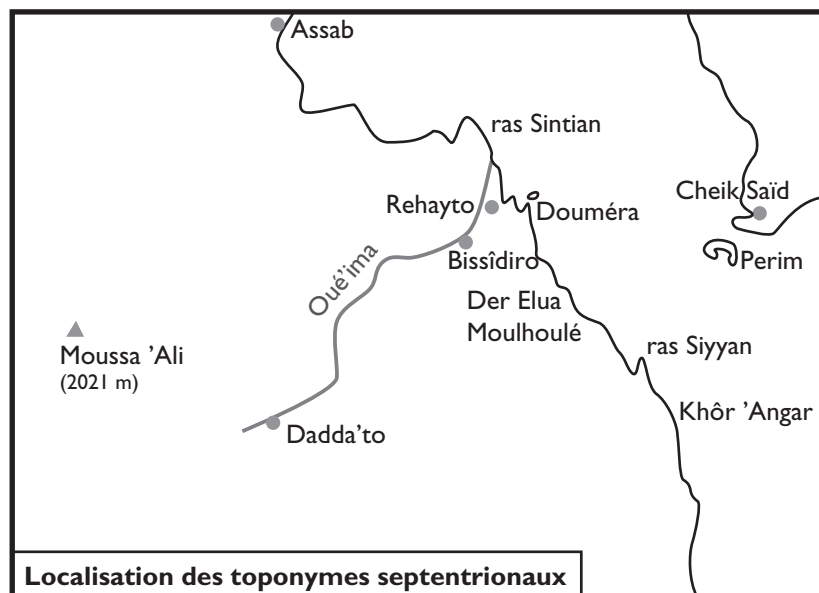 Assab
ras Sintian
Cheik Saïd
Rehayto
Douméra
Bissîdiro
Perim
Oué'ima
Der Elua
Moulhoulé
ras Siyyan
Moussa 'Ali
(2021 m)
Khôr 'Angar
Dadda'to
Localisation des toponymes septentrionaux